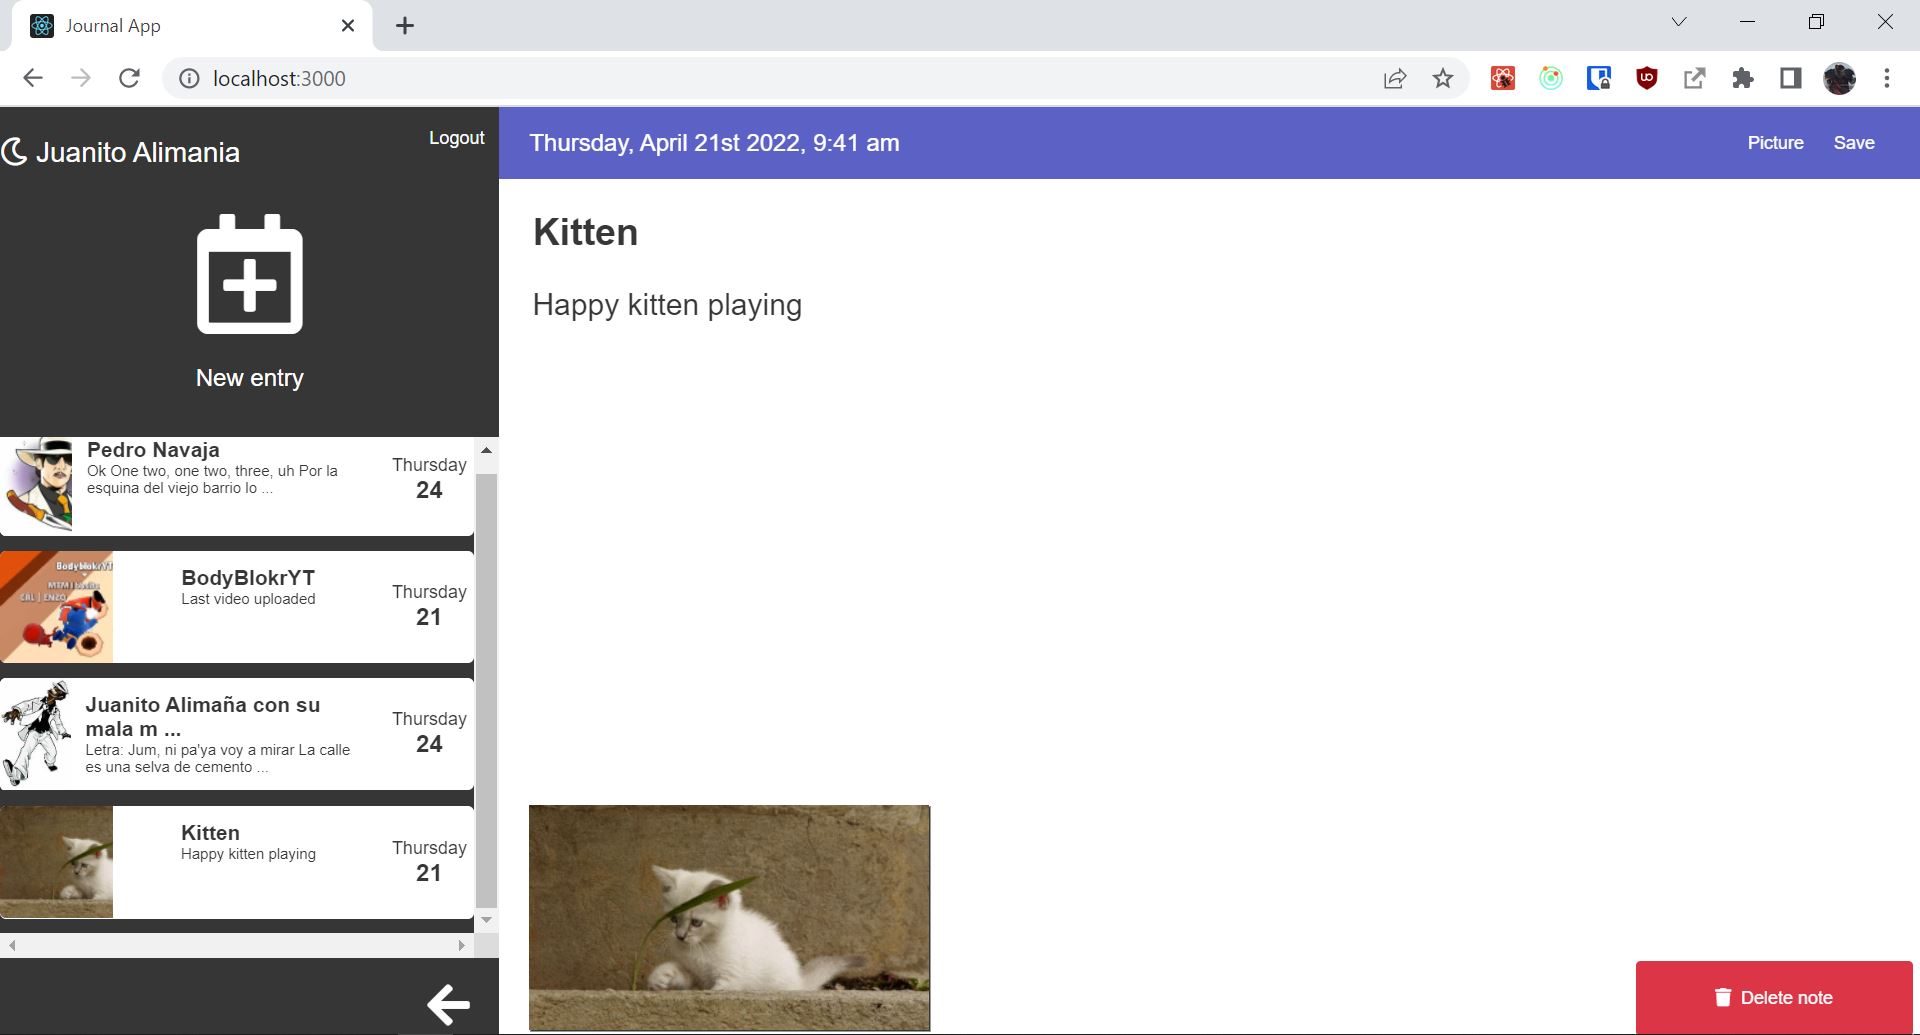 Journal App
localhost:3000
Juanito Alimania
Logout
New entry
Pedro Navaja
Ok One two, one two, three, uh Por la
esquina del viejo barrio lo ...
Thursday
24
BodyBlokrYT
BodyBlokrYT
Last video uploaded
Thursday
21
Juanito Alimaña con su
mala m ...
Letra: Jum, ni pa'ya voy a mirar La calle
es una selva de cemento ...
Thursday
24
Kitten
Happy kitten playing
Thursday
21
Thursday, April 21st 2022, 9:41 am
Picture
Save
Kitten
Happy kitten playing
Delete note